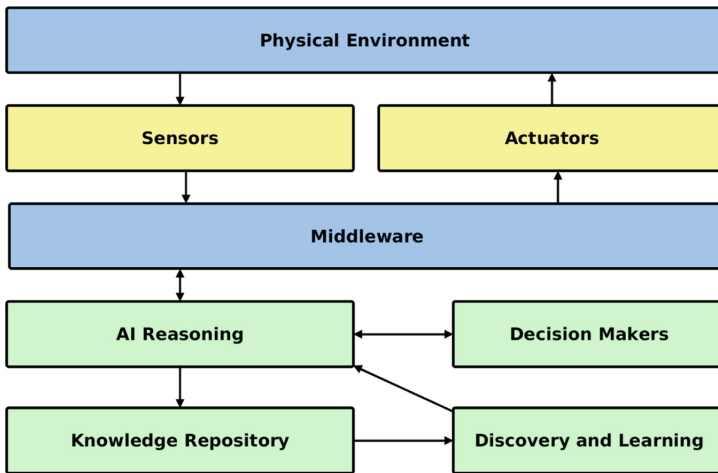 Physical Environment
Sensors
Actuators
Middleware
AI Reasoning
Decision Makers
Knowledge Repository
Discovery and Learning